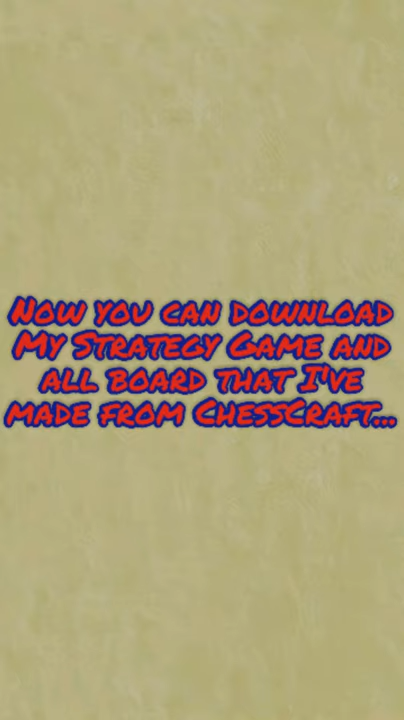 Now you can download
My Strategy Game and
all board that I've
made from ChessCraft...